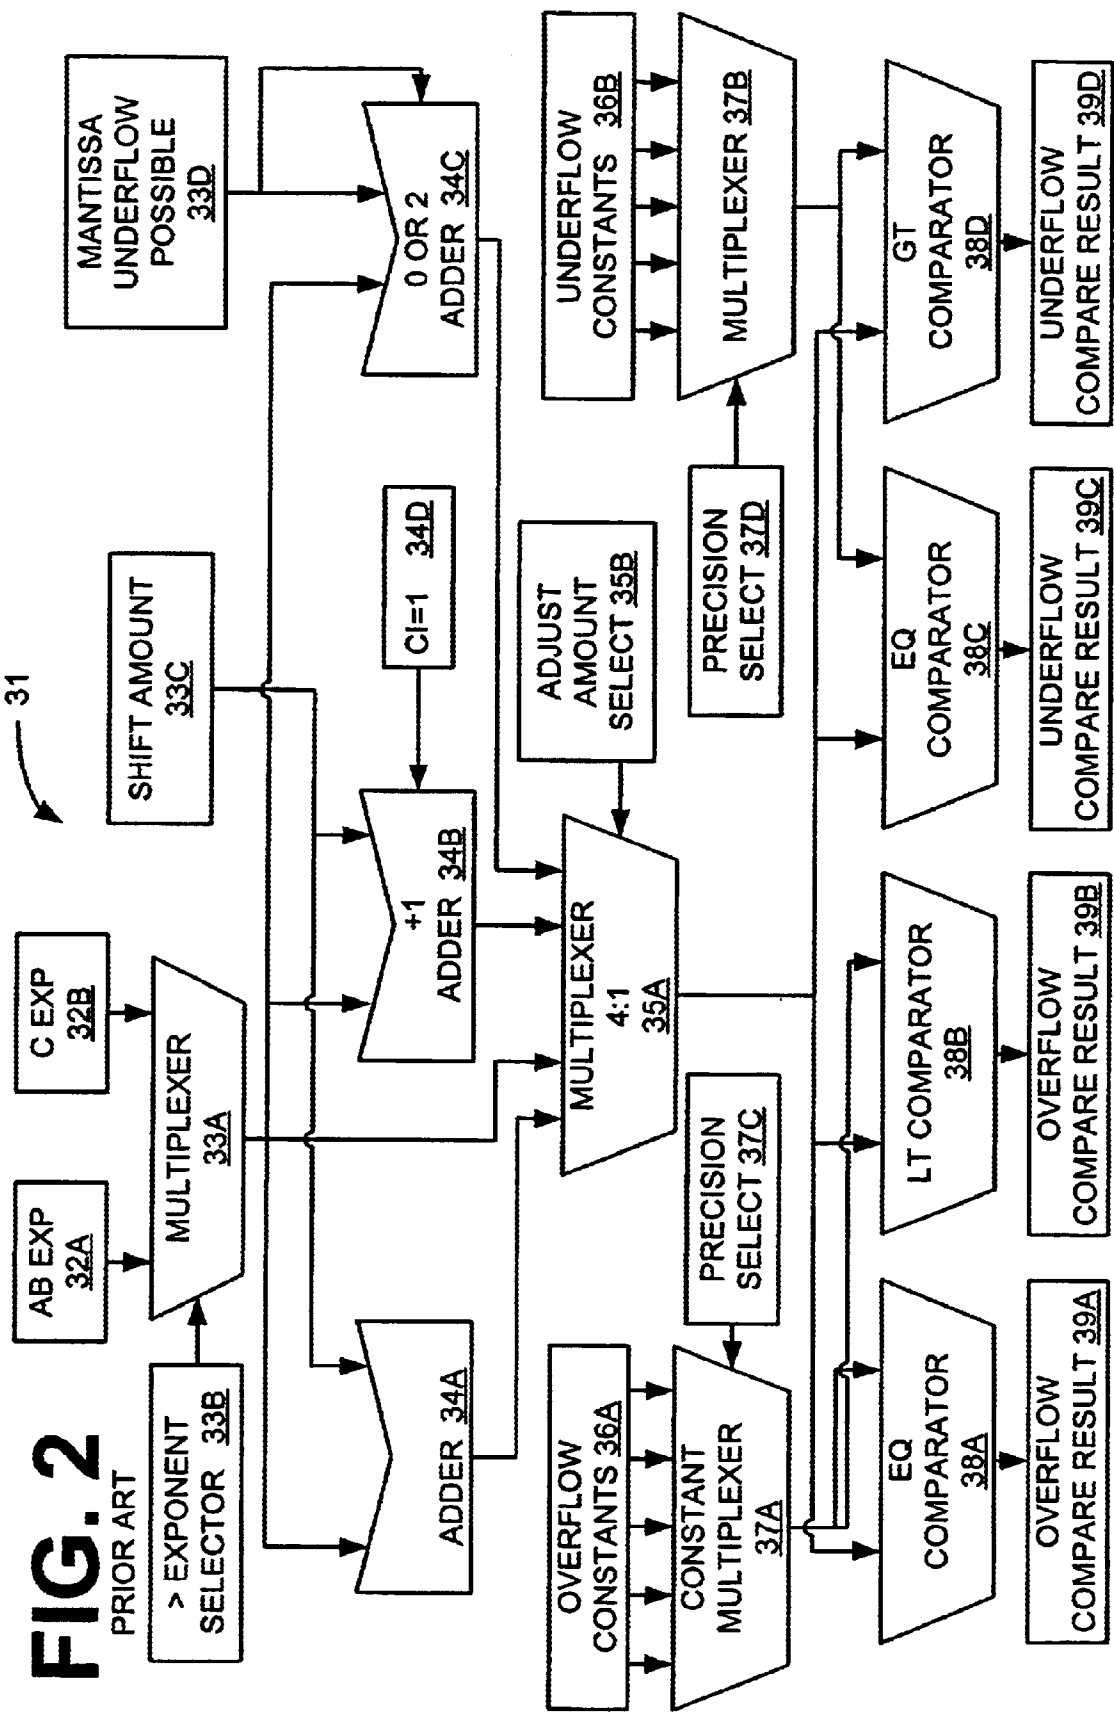 FIG. 2
PRIOR ART
31
AB EXP
32A
C EXP
32B
> EXPONENT
SELECTOR 33B
MULTIPLEXER
33A
SHIFT AMOUNT
33C
MANTISSA
UNDERFLOW
POSSIBLE
33D
ADDER 34A
+1
ADDER 34B
CI=1 34D
0 OR 2
ADDER 34C
MULTIPLEXER
4:1
35A
ADJUST
AMOUNT
SELECT 35B
OVERFLOW
CONSTANTS 36A
UNDERFLOW
CONSTANTS 36B
CONSTANT
MULTIPLEXER
37A
PRECISION
SELECT 37C
PRECISION
SELECT 37D
MULTIPLEXER 37B
EQ
COMPARATOR
38A
LT COMPARATOR
38B
EQ
COMPARATOR
38C
GT
COMPARATOR
38D
OVERFLOW
COMPARE RESULT 39A
OVERFLOW
COMPARE RESULT 39B
UNDERFLOW
COMPARE RESULT 39C
UNDERFLOW
COMPARE RESULT 39D